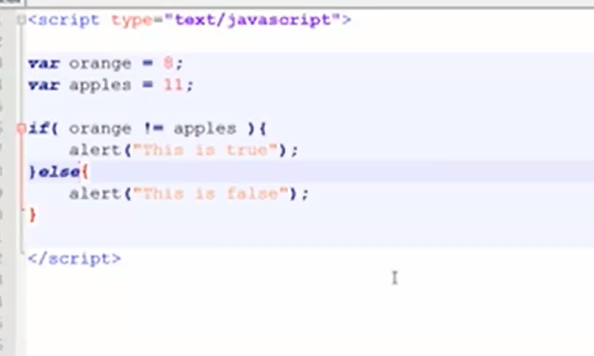 <script type="text/javascript">
var orange = 8;
var apples = 11;
if( orange != apples ){
alert("This is true");
}else{
alert("This is false");
}
</script>